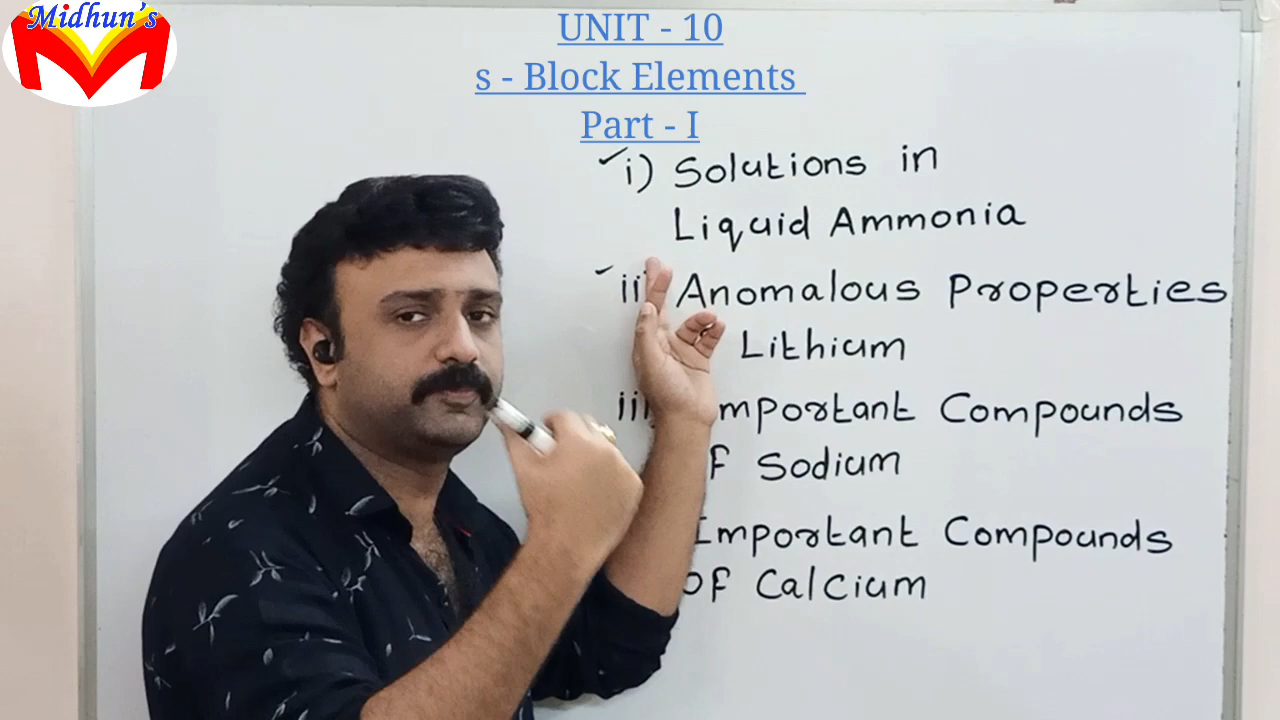 Midhun's
UNIT - 10
s - Block Elements
Part - I
i) Solutions in
Liquid Ammonia
Anomalous Properties
Lithium
Compounds
Sodium
Important Compounds
of Calcium